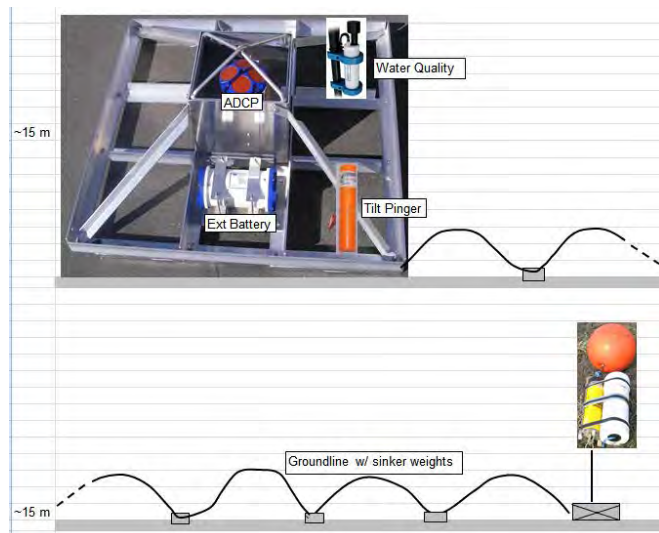 Water Quality
ADCP
~15 m
Tilt Pinger
Ext Battery
Groundline w/ sinker weights
~15 m